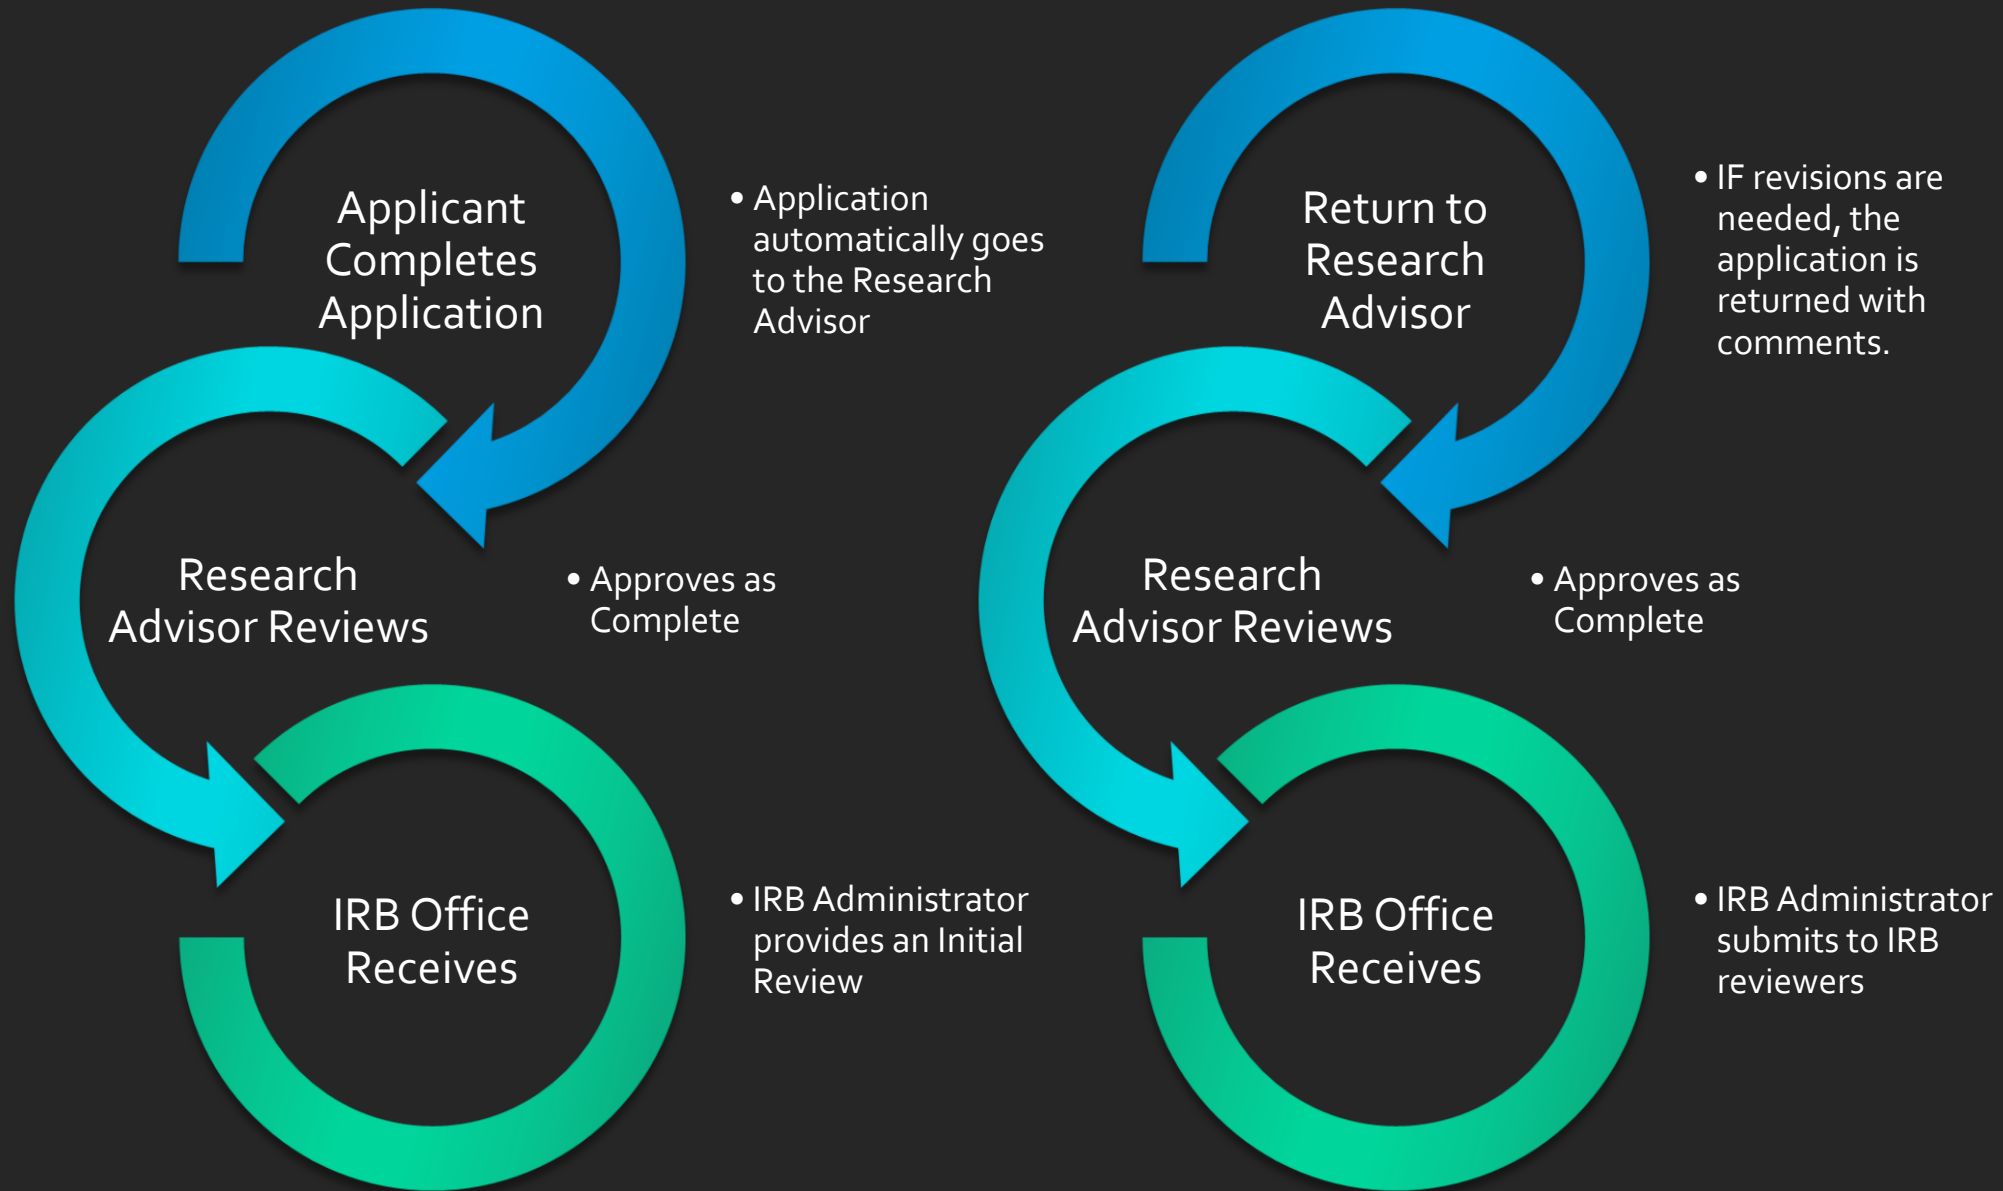 Applicant
Completes
Application
• Application
automatically goes
to the Research
Advisor
Research
Advisor Reviews
• Approves as
Complete
IRB Office
Receives
• IRB Administrator
provides an Initial
Review
Return to
Research
Advisor
• IF revisions are
needed, the
application is
returned with
comments.
Research
Advisor Reviews
• Approves as
Complete
IRB Office
Receives
• IRB Administrator
submits to IRB
reviewers